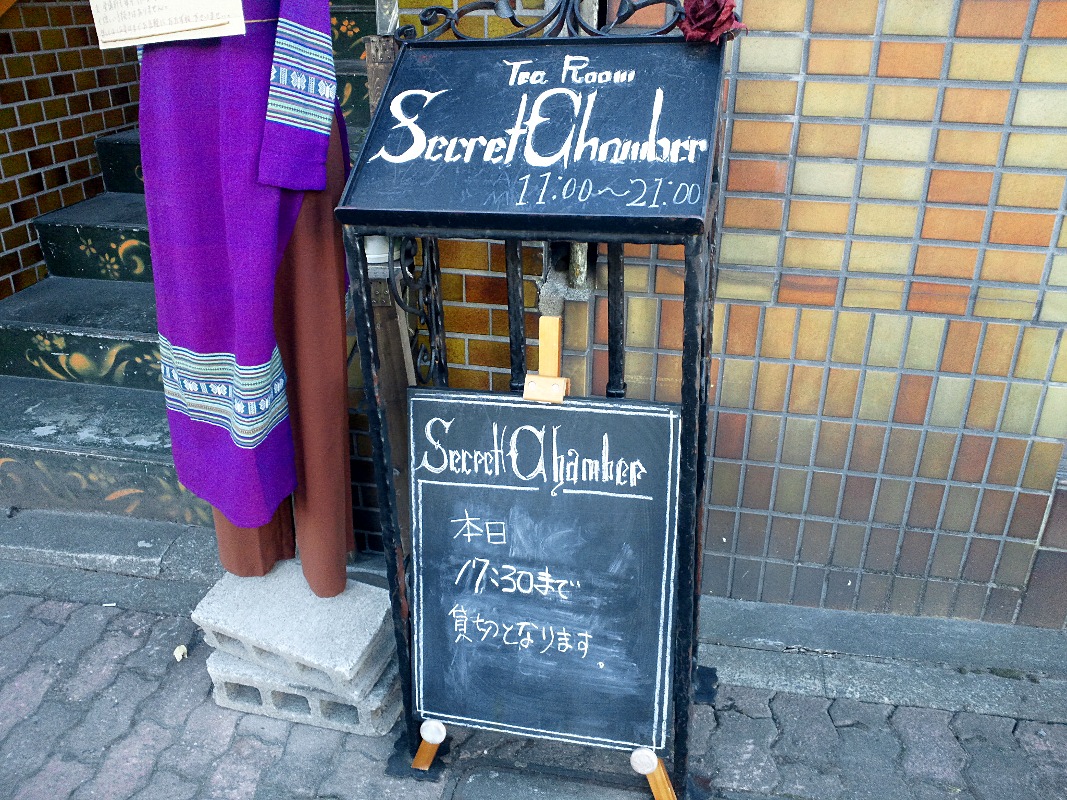 Tea Room
Secret Chamber
11:00~21:00
Secret Chamber
本日
17:30まで
貸切となります。